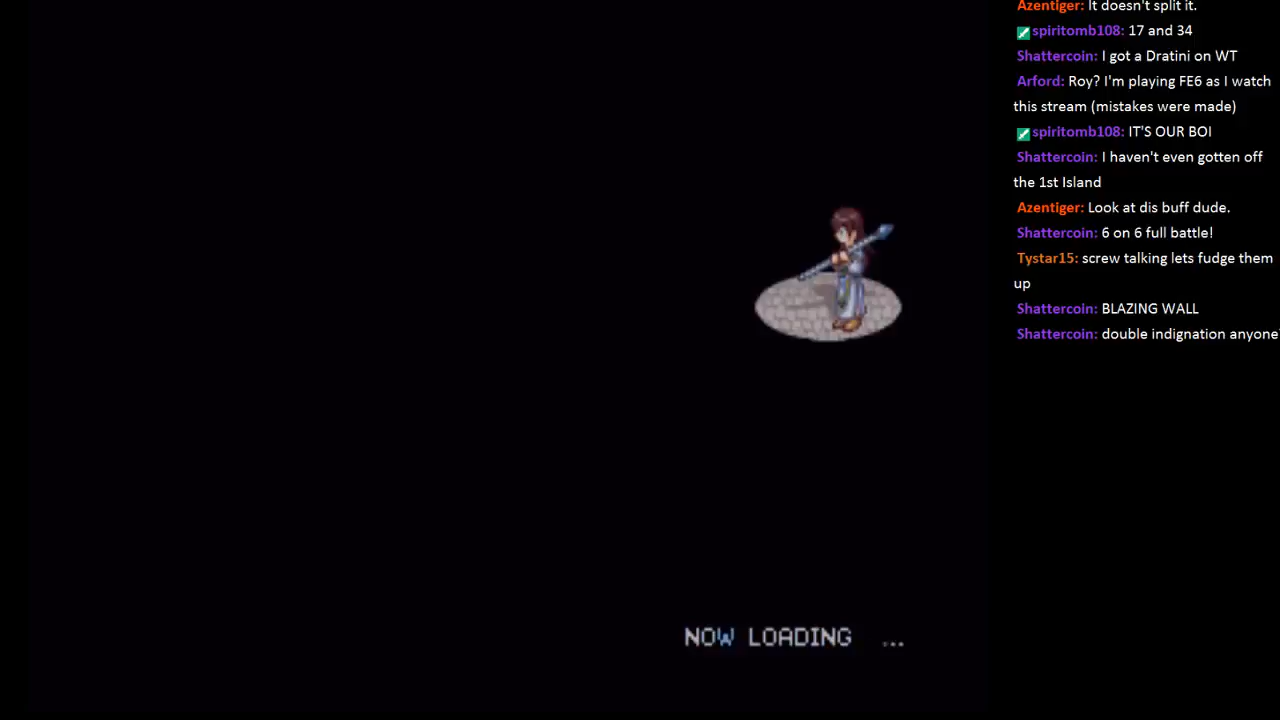 Azentiger: It doesn't split it.
spiritomb108: 17 and 34
Shattercoin: I got a Dratini on WT
Arford: Roy? I'm playing FE6 as I watch
this stream (mistakes were made)
spiritomb108: IT'S OUR BOI
Shattercoin: I haven't even gotten off
the 1st Island
Azentiger: Look at dis buff dude.
Shattercoin: 6 on 6 full battle!
Tystar15: screw talking lets fudge them
up
Shattercoin: BLAZING WALL
Shattercoin: double indignation anyone?
NOW LOADING ...